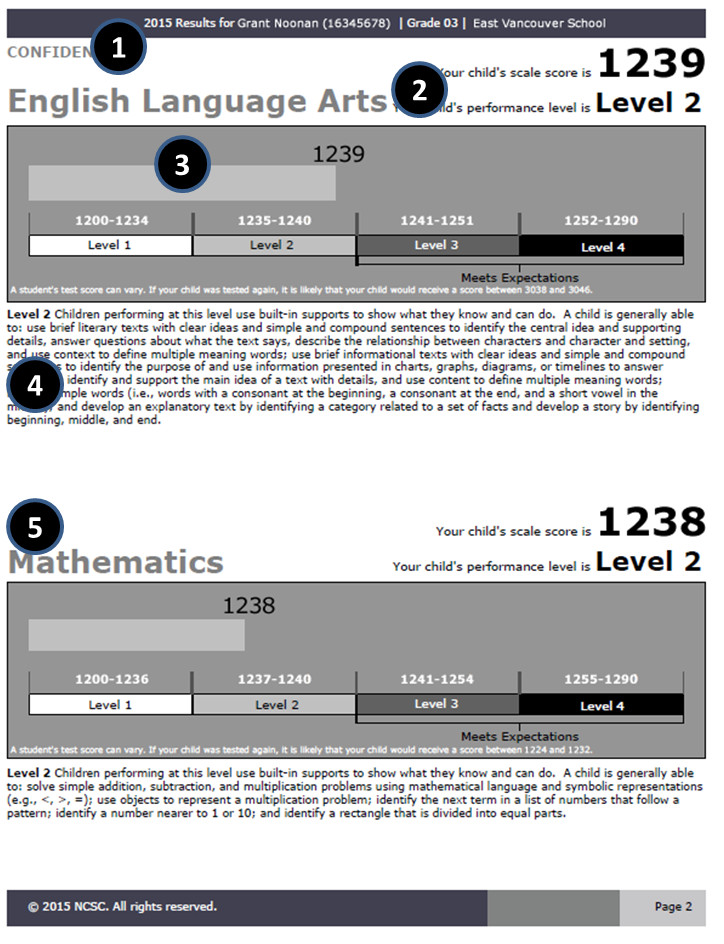 2015 Results for Grant Noonan (16345678) | Grade 03 | East Vancouver School
1
CONFIDEN
Your child's scale score is 1239
2
English Language Arts
child's performance level is Level 2
3
1239
1200-1234 1235-1240 1241-1251 1252-1290
Level 1 Level 2 Level 3 Level 4
Meets Expectations
A student's test score can vary. If your child was tested again, it is likely that your child would receive a score between 3038 and 3046.
Level 2 Children performing at this level use built-in supports to show what they know and can do. A child is generally able
to: use brief literary texts with clear ideas and simple and compound sentences to identify the central idea and supporting
details, answer questions about what the text says, describe the relationship between characters and character and setting,
and use context to define multiple meaning words; use brief informational texts with clear ideas and simple and compound
to identify the purpose of and use information presented in charts, graphs, diagrams, or timelines to answer
4
identify and support the main idea of a text with details, and use content to define multiple meaning words;
simple words (i.e., words with a consonant at the beginning, a consonant at the end, and a short vowel in the
and develop an explanatory text by identifying a category related to a set of facts and develop a story by identifying
beginning, middle, and end.
5
Your child's scale score is 1238
Mathematics
Your child's performance level is Level 2
1238
1200-1236 1237-1240 1241-1254 1255-1290
Level 1 Level 2 Level 3 Level 4
Meets Expectations
A student's test score can vary. If your child was tested again, it is likely that your child would receive a score between 1224 and 1232.
Level 2 Children performing at this level use built-in supports to show what they know and can do. A child is generally able
to: solve simple addition, subtraction, and multiplication problems using mathematical language and symbolic representations
(e.g., <, >, =); use objects to represent a multiplication problem; identify the next term in a list of numbers that follow a
pattern; identify a number nearer to 1 or 10; and identify a rectangle that is divided into equal parts.
© 2015 NCSC. All rights reserved.
Page 2